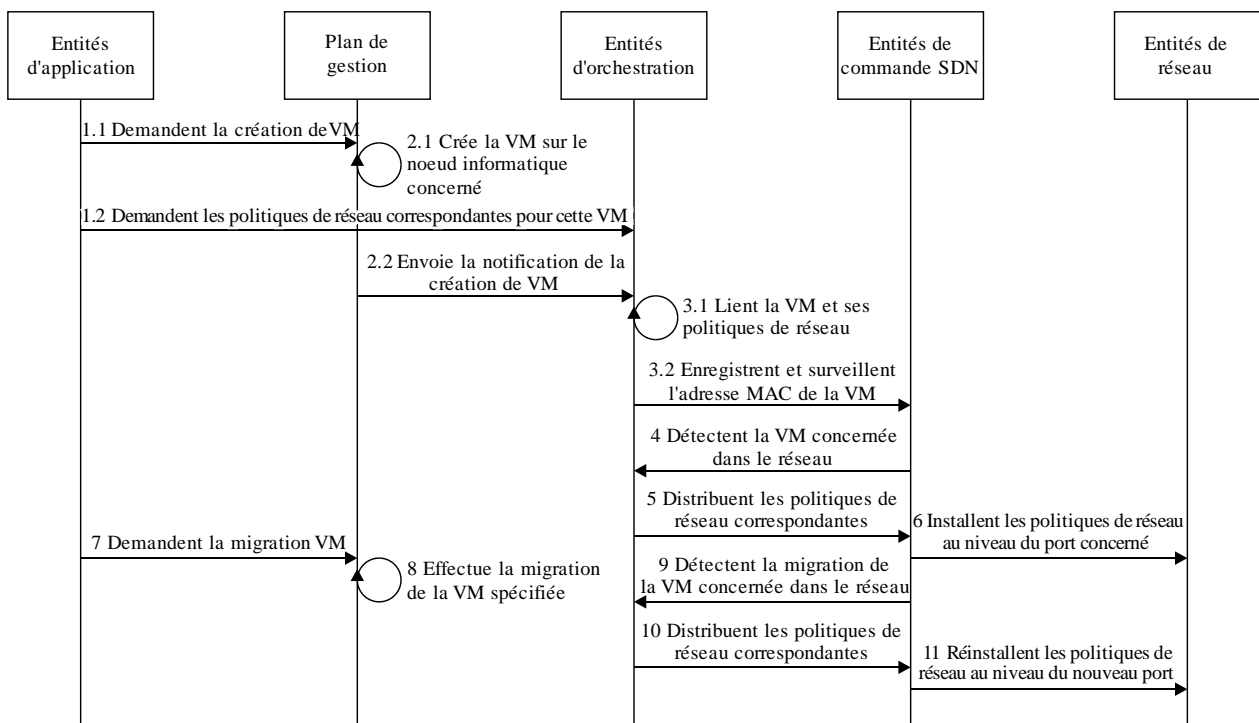 Entités
d'application
Plan de
gestion
Entités
d'orchestration
Entités de
commande SDN
Entités de
réseau
1.1 Demandent la création de VM
2.1 Crée la VM sur le
noeud informatique
concerné
1.2 Demandent les politiques de réseau correspondantes pour cette VM
2.2 Envoie la notification de la
création de VM
3.1 Lient la VM et ses
politiques de réseau
3.2 Enregistrent et surveillent
l'adresse MAC de la VM
4 Détectent la VM concernée
dans le réseau
5 Distribuent les politiques de
réseau correspondantes
6 Installent les politiques de réseau
au niveau du port concerné
7 Demandent la migration VM
8 Effectue la migration
de la VM spécifiée
9 Détectent la migration de
la VM concernée dans le réseau
10 Distribuent les politiques de
réseau correspondantes
11 Réinstallent les politiques de
réseau au niveau du nouveau port